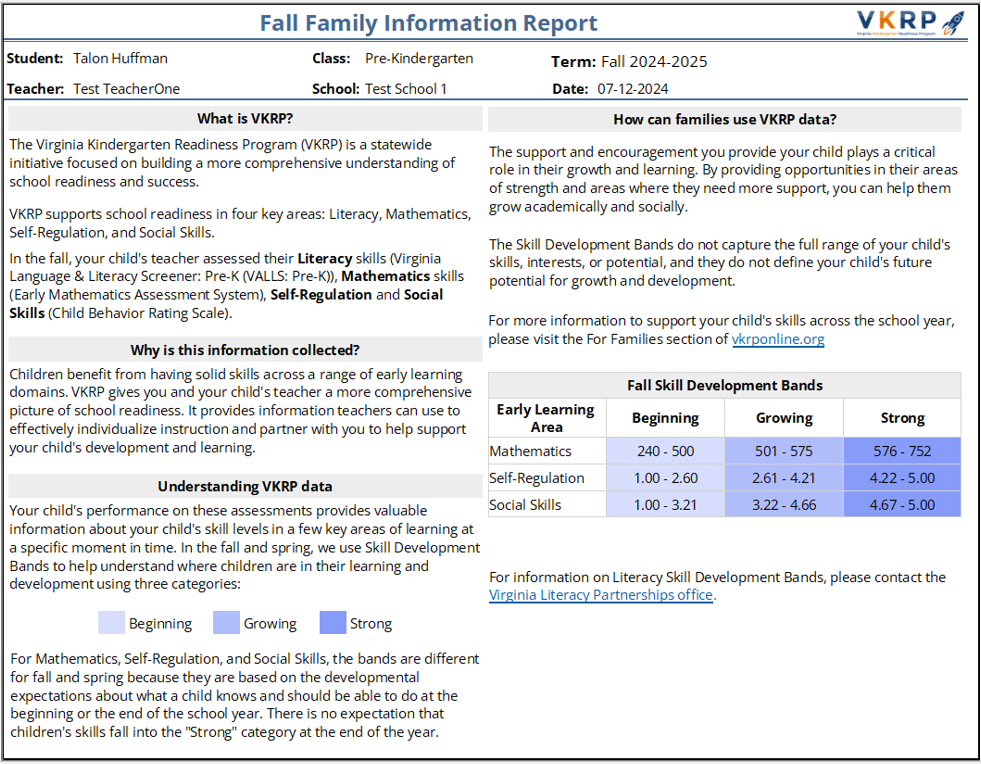 Fall Family Information Report
VKRP
Virginia Kindergarten Readiness Program
Student: Talon Huffman
Class: Pre-Kindergarten
Term: Fall 2024-2025
Teacher: Test TeacherOne
School: Test School 1
Date: 07-12-2024
What is VKRP?
The Virginia Kindergarten Readiness Program (VKRP) is a statewide
initiative focused on building a more comprehensive understanding of
school readiness and success.
VKRP supports school readiness in four key areas: Literacy, Mathematics,
Self-Regulation, and Social Skills.
In the fall, your child's teacher assessed their Literacy skills (Virginia
Language & Literacy Screener: Pre-K (VALLS: Pre-K)), Mathematics skills
(Early Mathematics Assessment System), Self-Regulation and Social
Skills (Child Behavior Rating Scale).
Why is this information collected?
Children benefit from having solid skills across a range of early learning
domains. VKRP gives you and your child's teacher a more comprehensive
picture of school readiness. It provides information teachers can use to
effectively individualize instruction and partner with you to help support
your child's development and learning.
Understanding VKRP data
Your child's performance on these assessments provides valuable
information about your child's skill levels in a few key areas of learning at
a specific moment in time. In the fall and spring, we use Skill Development
Bands to help understand where children are in their learning and
development using three categories:
Beginning
Growing
Strong
For Mathematics, Self-Regulation, and Social Skills, the bands are different
for fall and spring because they are based on the developmental
expectations about what a child knows and should be able to do at the
beginning or the end of the school year. There is no expectation that
children's skills fall into the "Strong" category at the end of the year.
How can families use VKRP data?
The support and encouragement you provide your child plays a critical
role in their growth and learning. By providing opportunities in their areas
of strength and areas where they need more support, you can help them
grow academically and socially.
The Skill Development Bands do not capture the full range of your child's
skills, interests, or potential, and they do not define your child's future
potential for growth and development.
For more information to support your child's skills across the school year,
please visit the For Families section of vkrponline.org
Fall Skill Development Bands
Early Learning
Area
Beginning
Growing
Strong
Mathematics 240 - 500 501 - 575 576 - 752
Self-Regulation 1.00 - 2.60 2.61 - 4.21 4.22 - 5.00
Social Skills 1.00 - 3.21 3.22 - 4.66 4.67 - 5.00
For information on Literacy Skill Development Bands, please contact the
Virginia Literacy Partnerships office.